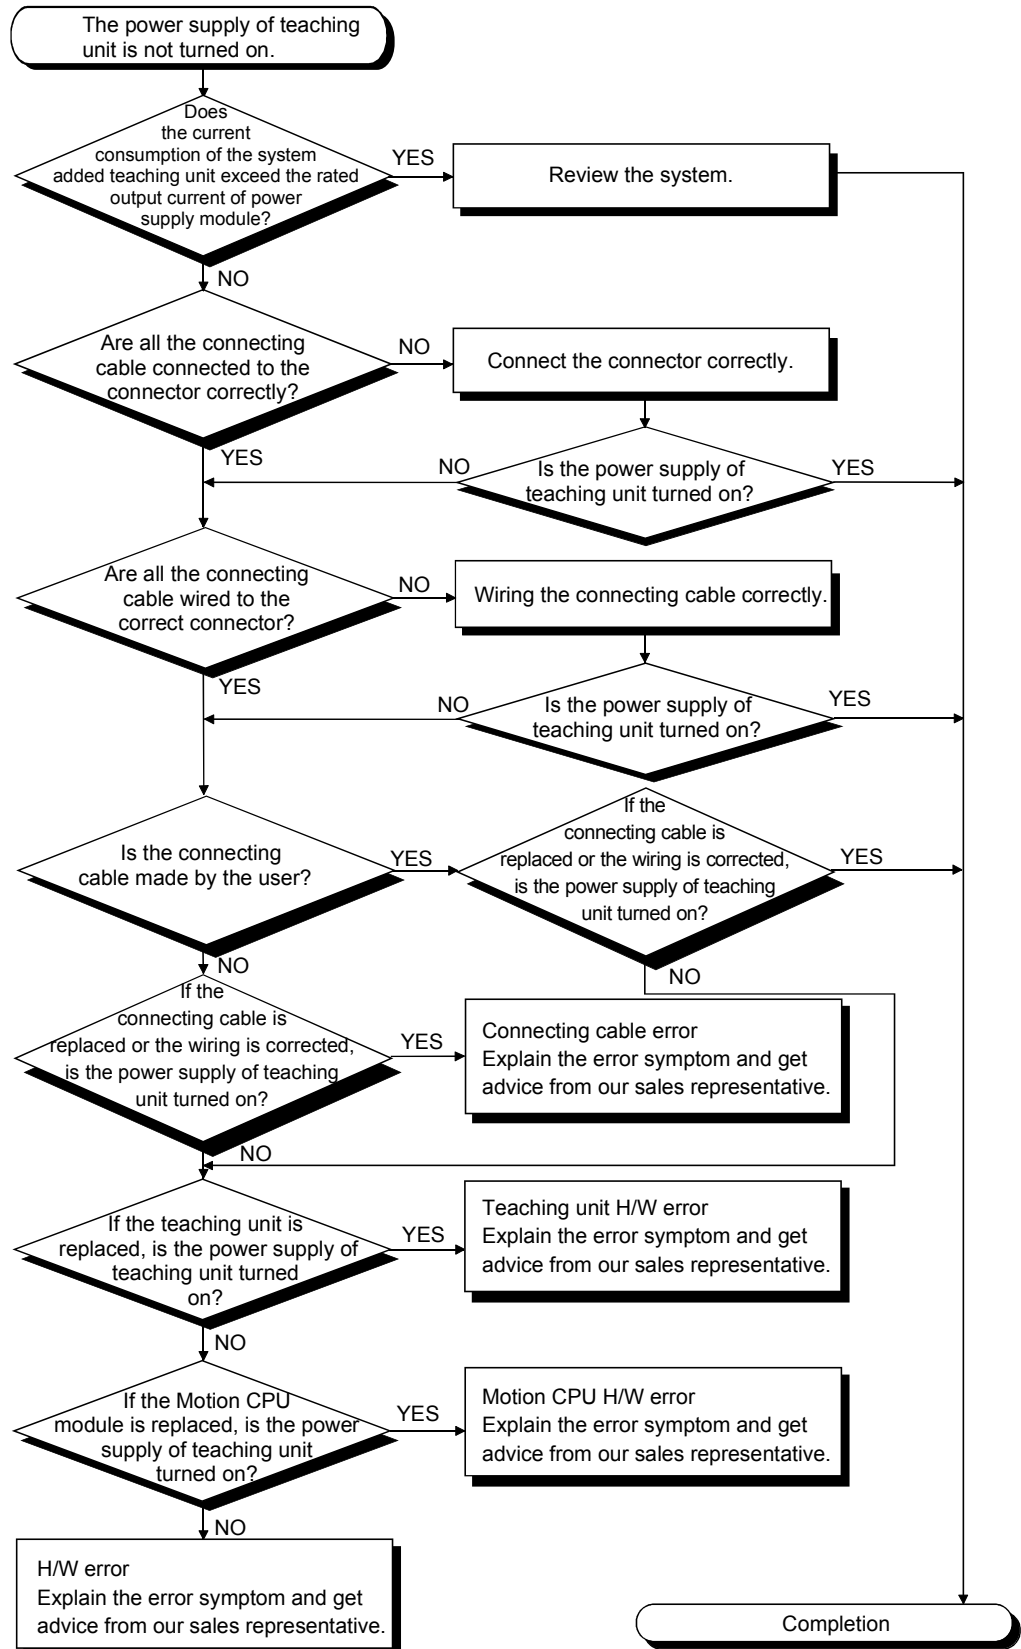 The power supply of teaching
unit is not turned on.
Does
the current
consumption of the system
added teaching unit exceed the rated
output current of power
supply module?
YES
Review the system.
NO
Are all the connecting
cable connected to the
connector correctly?
NO
Connect the connector correctly.
YES
NO
Is the power supply of
teaching unit turned on?
YES
Are all the connecting
cable wired to the
correct connector?
NO
Wiring the connecting cable correctly.
YES
NO
Is the power supply of
teaching unit turned on?
YES
Is the connecting
cable made by the user?
YES
If the
connecting cable is
replaced or the wiring is corrected,
is the power supply of teaching
unit turned on?
YES
NO
NO
If the
connecting cable is
replaced or the wiring is corrected,
is the power supply of teaching
unit turned on?
YES
Connecting cable error
Explain the error symptom and get
advice from our sales representative.
NO
If the teaching unit is
replaced, is the power supply of
teaching unit turned
on?
YES
Teaching unit H/W error
Explain the error symptom and get
advice from our sales representative.
NO
If the Motion CPU
module is replaced, is the power
supply of teaching unit
turned on?
YES
Motion CPU H/W error
Explain the error symptom and get
advice from our sales representative.
NO
H/W error
Explain the error symptom and get
advice from our sales representative.
Completion